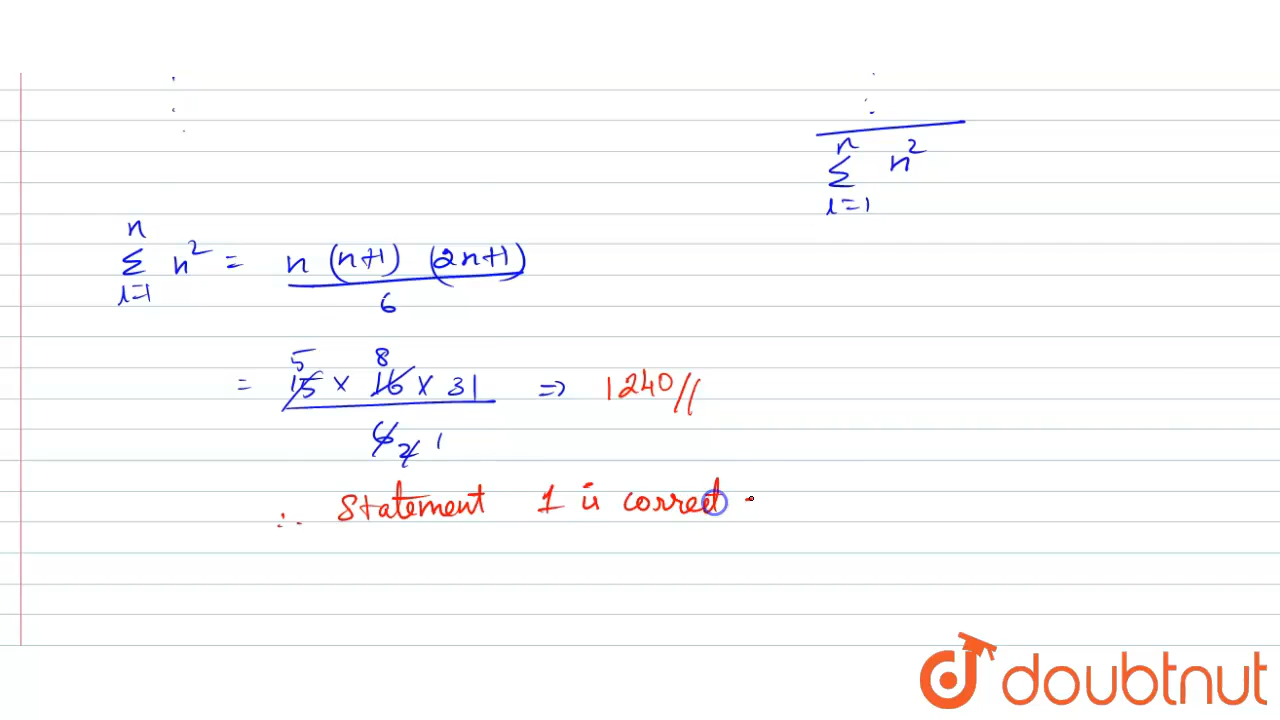 n
Σ n²
i=1
n
Σ n² = n (n+1) (2n+1)
i=1
6
5 8
= 15 × 16 × 31 ⇒ 1240//
6 2 1
∴ Statement 1 is correct
doubtnut